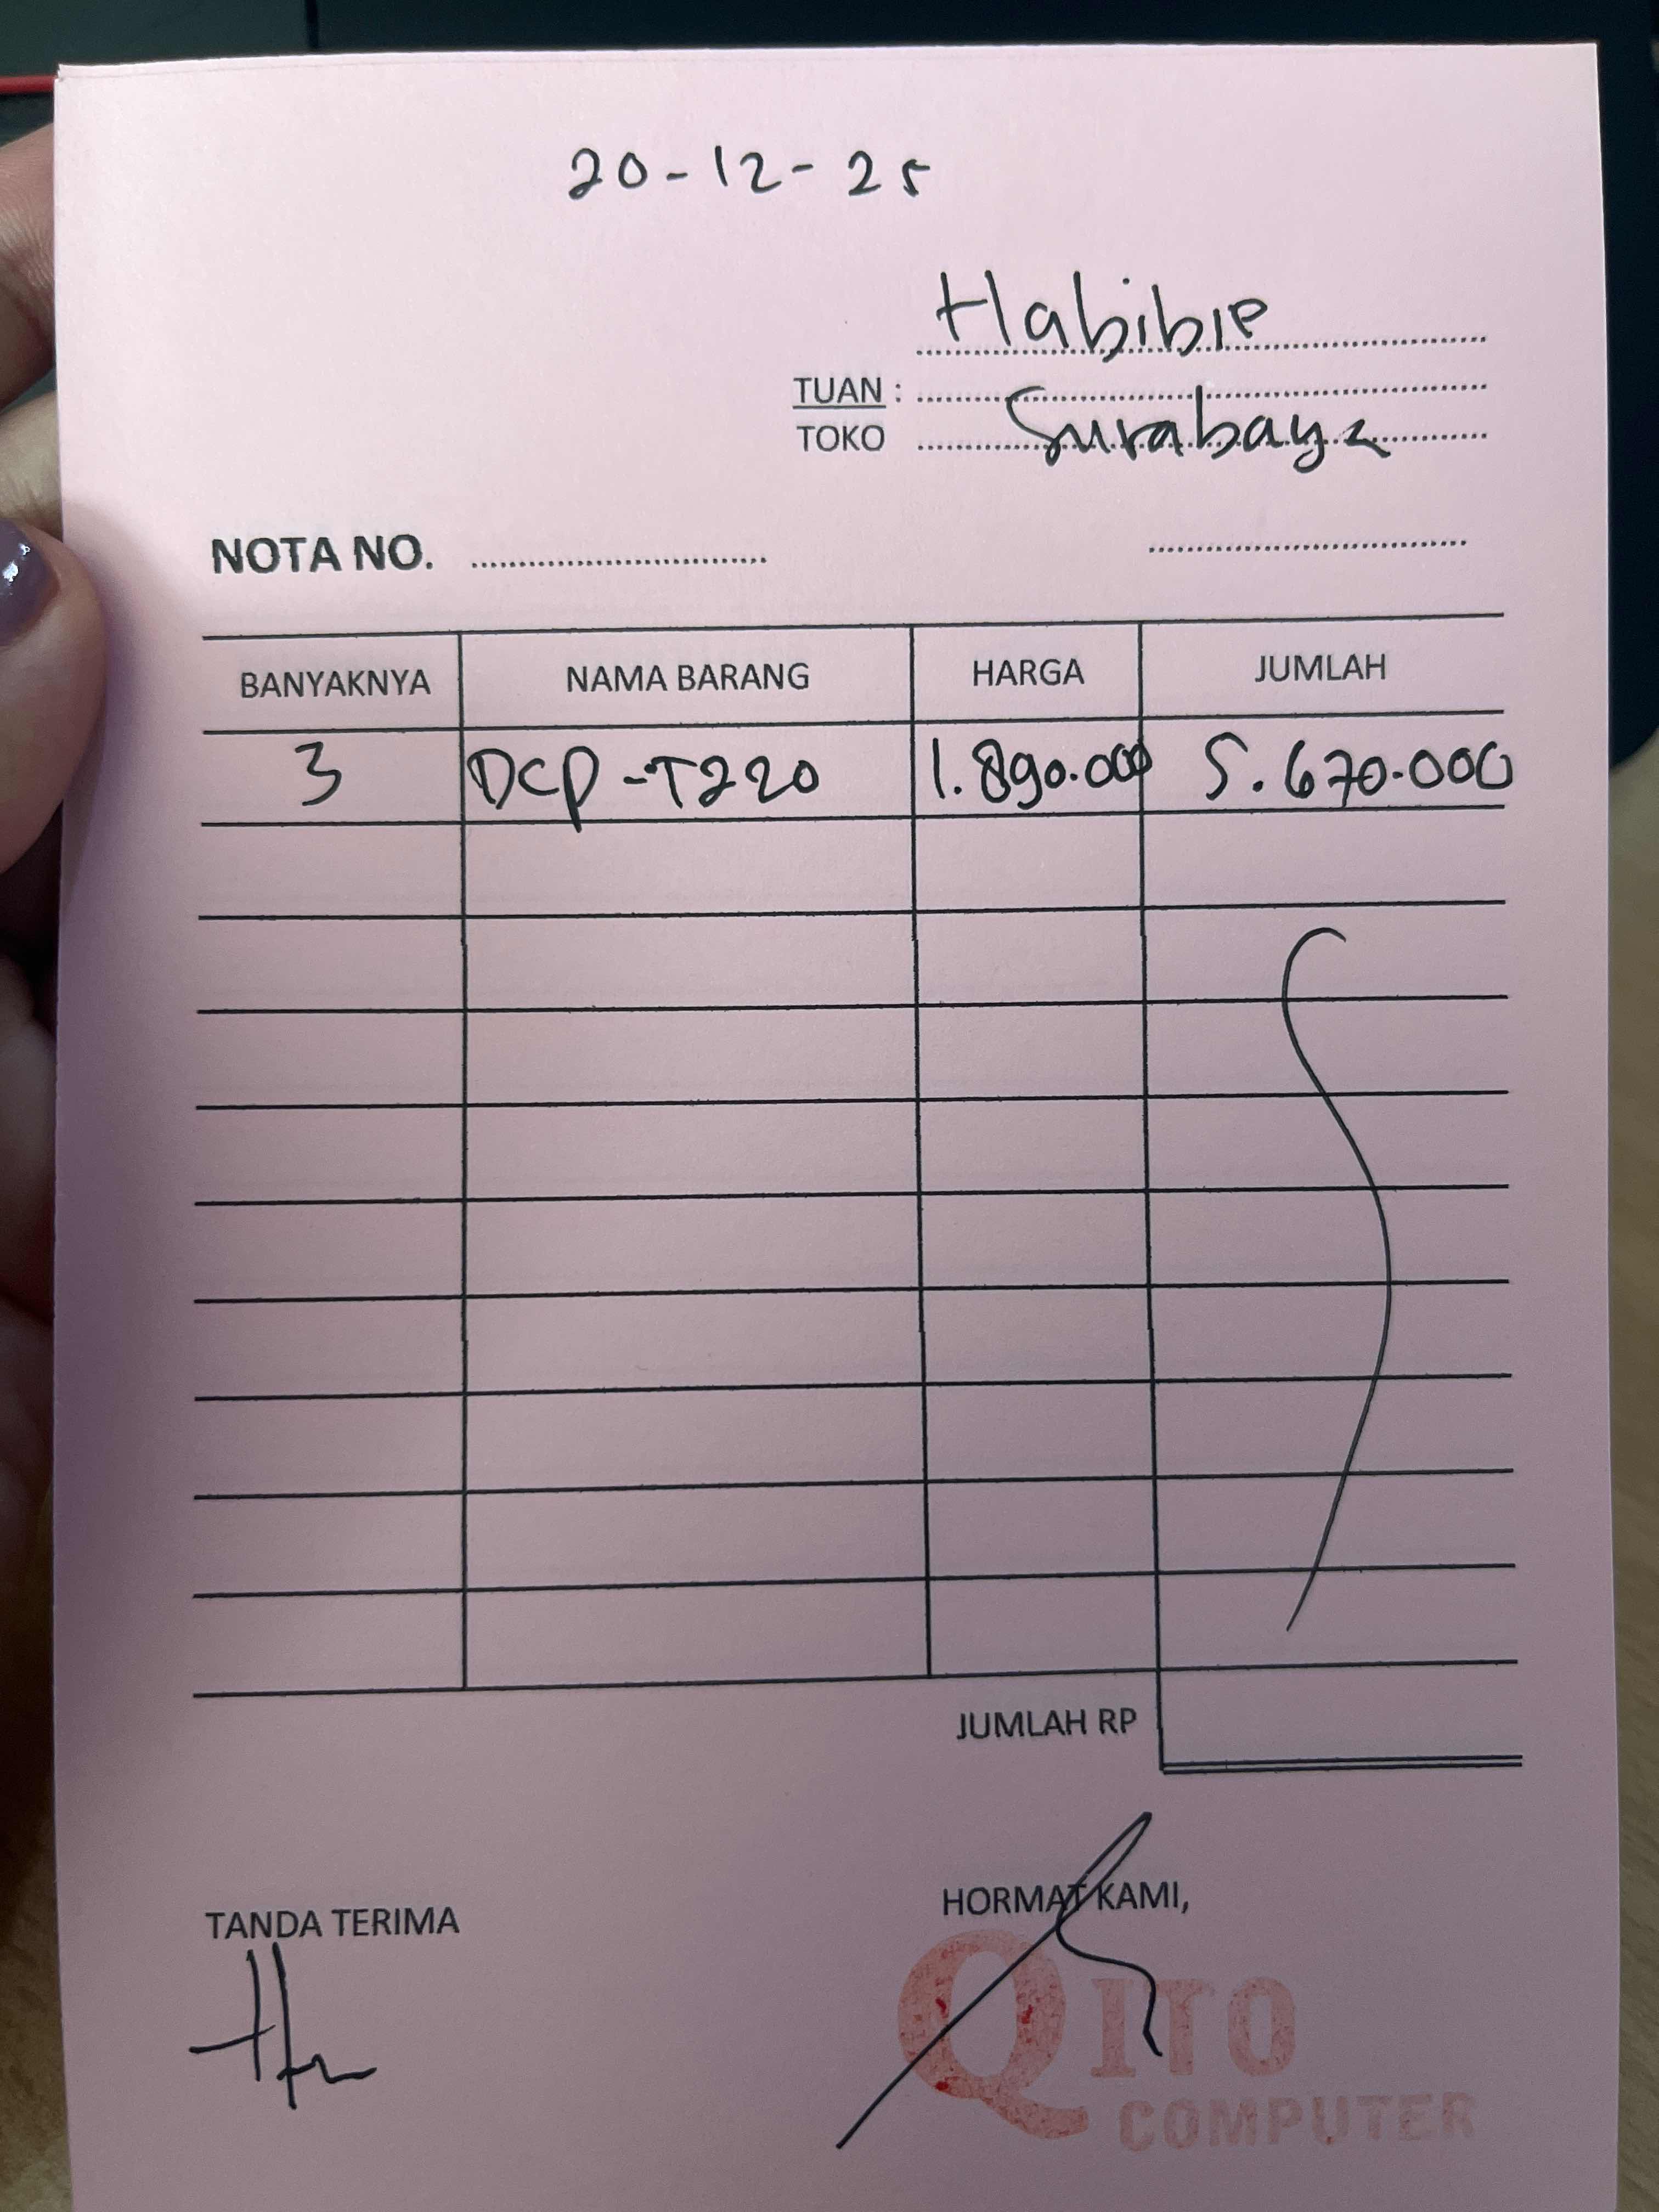 20-12-25
Habibie
TUAN :
Surabaya
TOKO
NOTA NO.
BANYAKNYA NAMA BARANG HARGA JUMLAH
3 DCP-T220 1.890.000 5.670.000
JUMLAH RP
TANDA TERIMA HORMAT KAMI,
QITO
COMPUTER